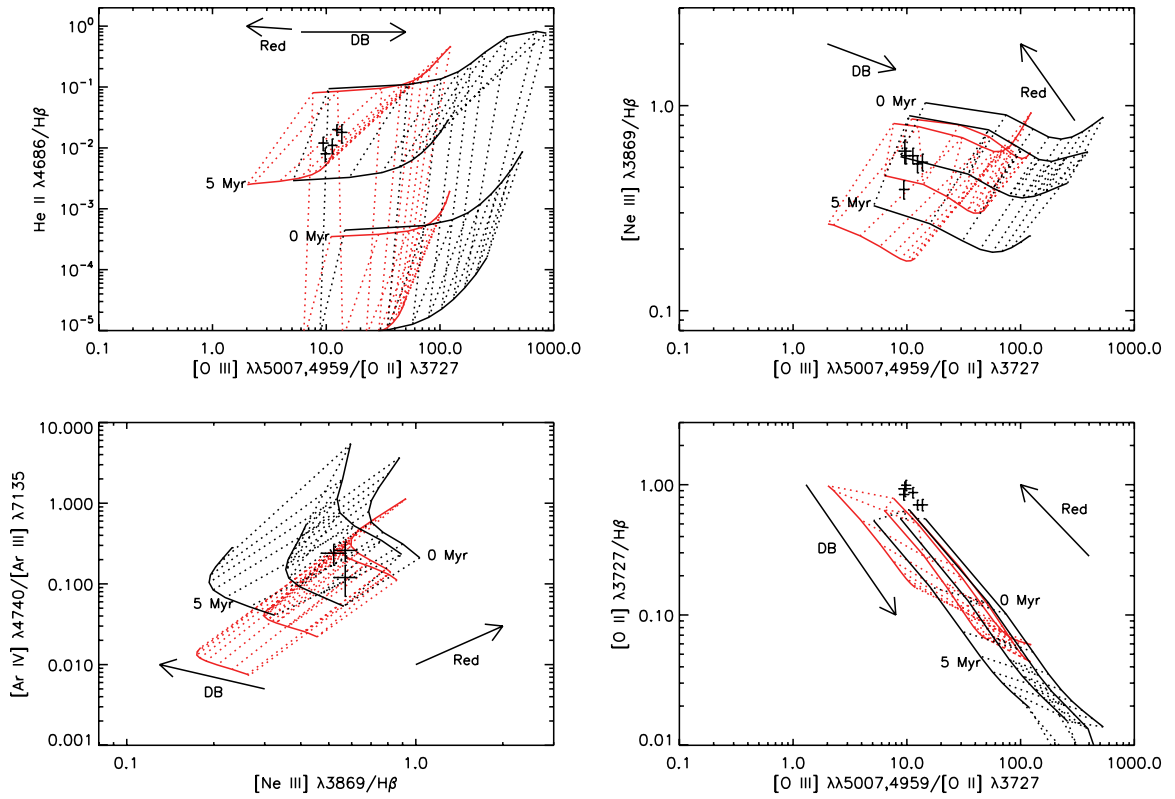 10⁰
10⁻¹
10⁻²
10⁻³
10⁻⁴
10⁻⁵
He II λ4686/Hβ
Red
DB
5 Myr
0 Myr
0.1
1.0
10.0
100.0
1000.0
[O III] λλ5007,4959/[O II] λ3727
1.0
0.1
[Ne III] λ3869/Hβ
DB
Red
0 Myr
5 Myr
0.1
1.0
10.0
100.0
1000.0
[O III] λλ5007,4959/[O II] λ3727
10.000
1.000
0.100
0.010
0.001
[Ar IV] λ4740/[Ar III] λ7135
0 Myr
5 Myr
DB
Red
0.1
1.0
[Ne III] λ3869/Hβ
1.00
0.10
0.01
[O II] λ3727/Hβ
DB
Red
0 Myr
5 Myr
0.1
1.0
10.0
100.0
1000.0
[O III] λλ5007,4959/[O II] λ3727